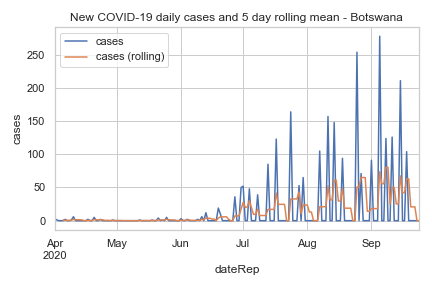 New COVID-19 daily cases and 5 day rolling mean - Botswana
cases
cases (rolling)
250
200
150
100
50
0
cases
Apr
2020
May
Jun
Jul
Aug
Sep
dateRep